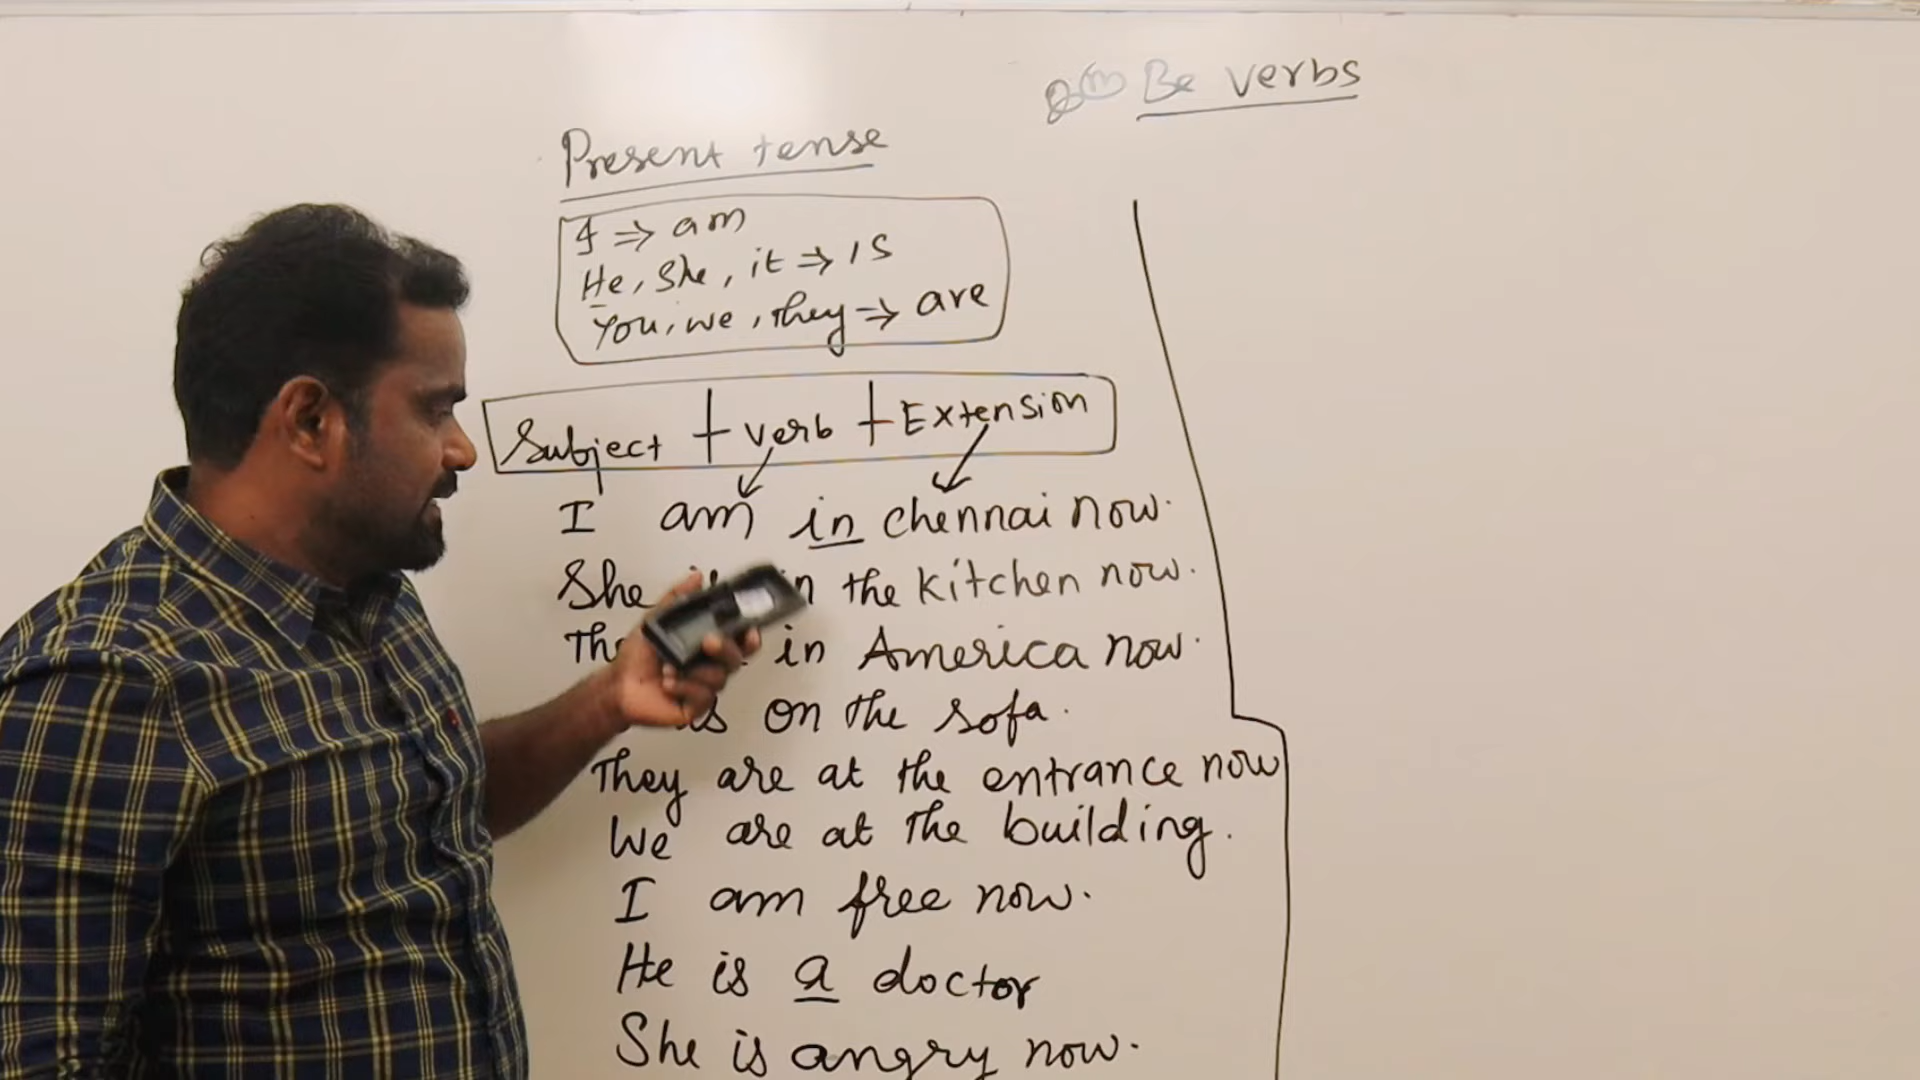 Be verbs
Present tense
I ⇒ am
He, She, it ⇒ is
You, we, they ⇒ are
Subject + verb + Extension
I am in chennai now.
She in the kitchen now.
in America now.
on the sofa.
They are at the entrance now
We are at the building.
I am free now.
He is a doctor
She is angry now.